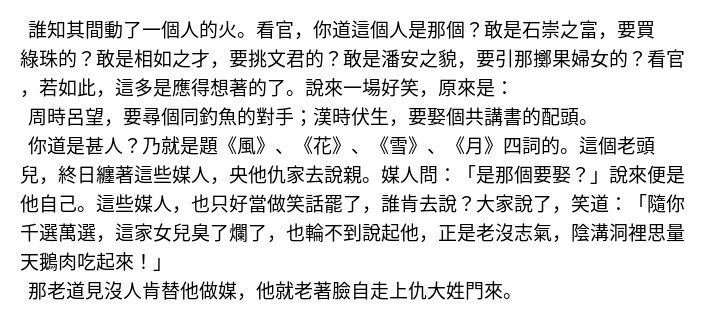 誰知其間動了一個人的火。看官，你道這個人是那個？敢是石崇之富，要買
綠珠的？敢是相如之才，要挑文君的？敢是潘安之貌，要引那擲果婦女的？看官
，若如此，這多是應得想著的了。說來一場好笑，原來是：
周時呂望，要尋個同釣魚的對手；漢時伏生，要娶個共講書的配頭。
你道是甚人？乃就是題《風》、《花》、《雪》、《月》四詞的。這個老頭
兒，終日纏著這些媒人，央他仇家去說親。媒人問：「是那個要娶？」說來便是
他自己。這些媒人，也只好當做笑話罷了，誰肯去說？大家說了，笑道：「隨你
千選萬選，這家女兒臭了爛了，也輪不到說起他，正是老沒志氣，陰溝洞裡思量
天鵝肉吃起來！」
那老道見沒人肯替他做媒，他就老著臉自走上仇大姓門來。